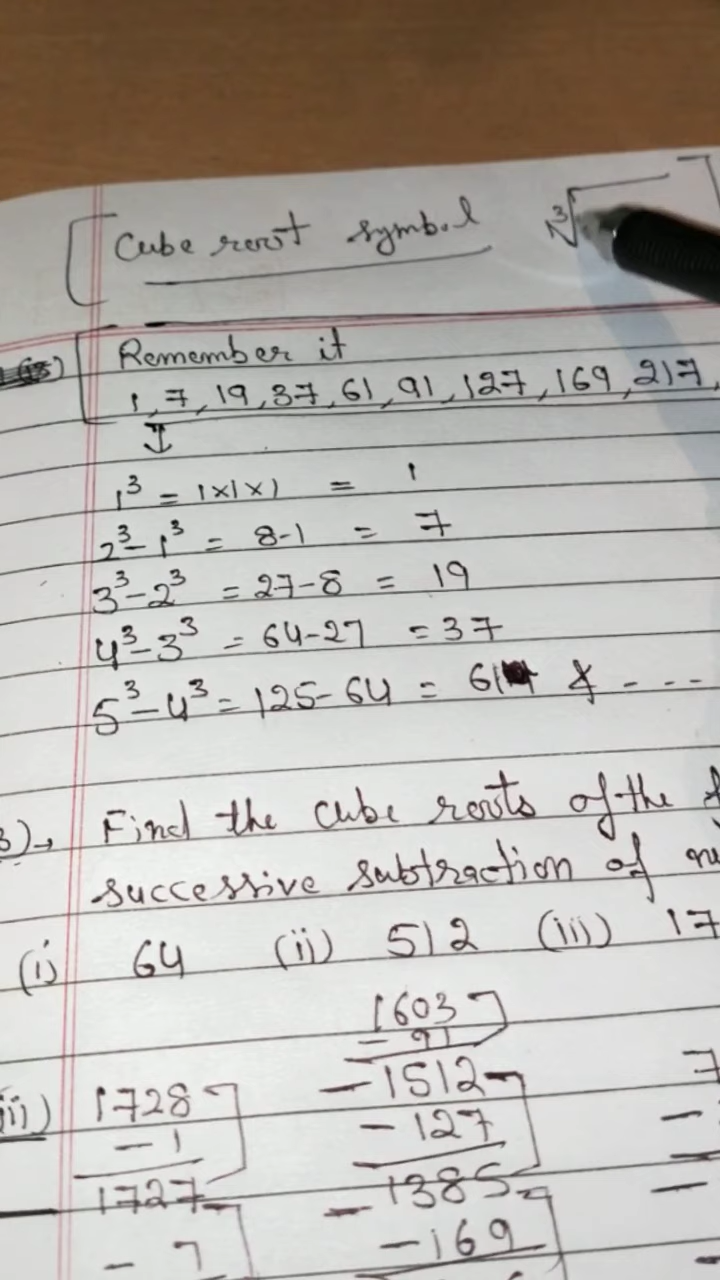 Cube root symbol ∛
Remember it
1, 7, 19, 37, 61, 91, 127, 169, 217,
↓
1³ = 1×1×1 = 1
2³-1³ = 8-1 = 7
3³-2³ = 27-8 = 19
4³-3³ = 64-27 = 37
5³-4³ = 125-64 = 61 & ----
3)→ Find the cube roots of the
successive subtraction of
(i) 64 (ii) 512 (iii) 17
1603
- 91
iii) 1728 - 1512 7
- 1 - 127 -
1727 - 1385 -
- 7 - 169